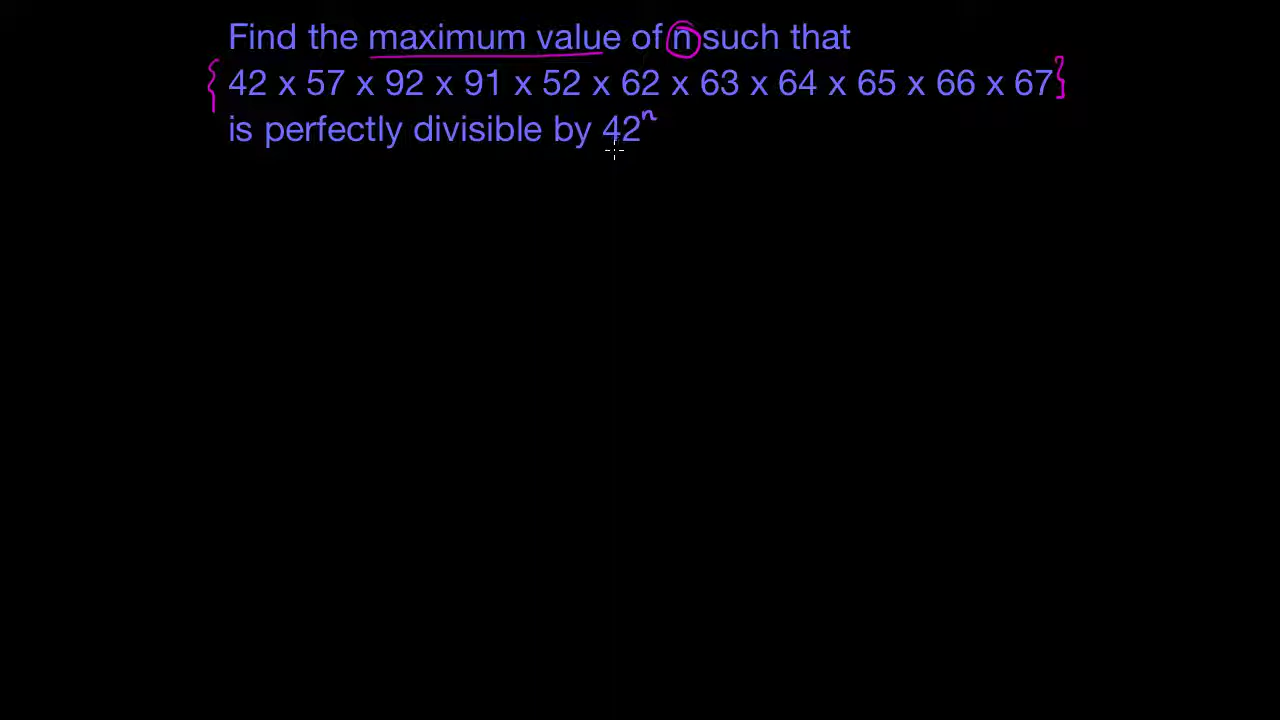 Find the maximum value of n such that
{ 42 x 57 x 92 x 91 x 52 x 62 x 63 x 64 x 65 x 66 x 67 }
is perfectly divisible by 42ⁿ